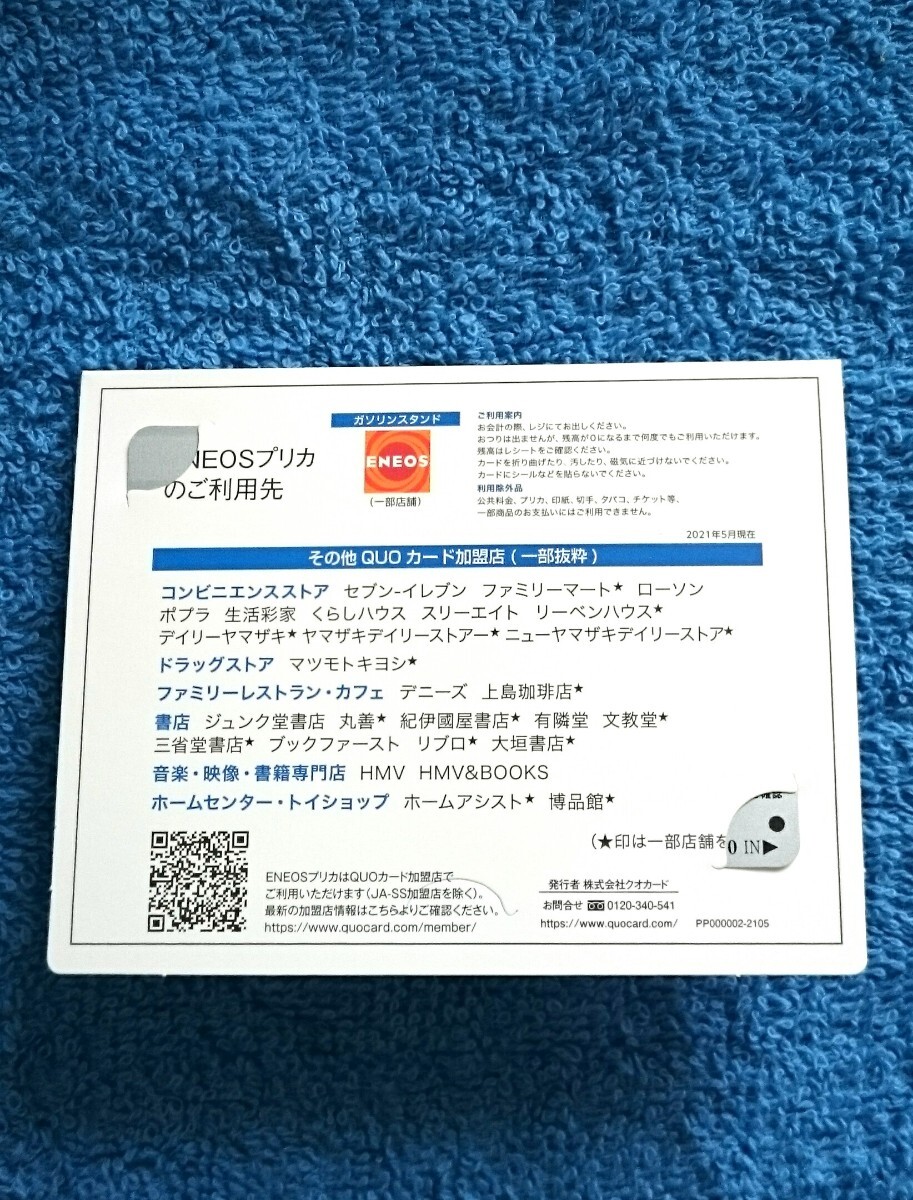 NEOSプリカ
のご利用先
ガソリンスタンド
ENEOS
(一部店舗)
ご利用案内
お会計の際、レジにてお出しください。
おつりは出ませんが、残高が0になるまで何度でもご利用いただけます。
残高はレシートをご確認ください。
カードを折り曲げたり、汚したり、磁気に近づけないでください。
カードにシールなどを貼らないでください。
利用除外品
公共料金、プリカ、印紙、切手、タバコ、チケット等、
一部商品のお支払いにはご利用できません。
2021年5月現在
その他 QUO カード加盟店 ( 一部抜粋 )
コンビニエンスストア セブン-イレブン ファミリーマート★ ローソン
ポプラ 生活彩家 くらしハウス スリーエイト リーベンハウス★
デイリーヤマザキ★ ヤマザキデイリーストアー★ ニューヤマザキデイリーストア★
ドラッグストア マツモトキヨシ★
ファミリーレストラン・カフェ デニーズ 上島珈琲店★
書店 ジュンク堂書店 丸善★ 紀伊國屋書店★ 有隣堂 文教堂★
三省堂書店★ ブックファースト リブロ★ 大垣書店★
音楽・映像・書籍専門店 HMV HMV&BOOKS
ホームセンター・トイショップ ホームアシスト★ 博品館★
(★印は一部店舗を
0 IN▶
ENEOSプリカはQUOカード加盟店で
ご利用いただけます(JA-SS加盟店を除く)。
最新の加盟店情報はこちらよりご確認ください。
https://www.quocard.com/member/
発行者 株式会社クオカード
お問合せ 0120-340-541
https://www.quocard.com/ PP000002-2105